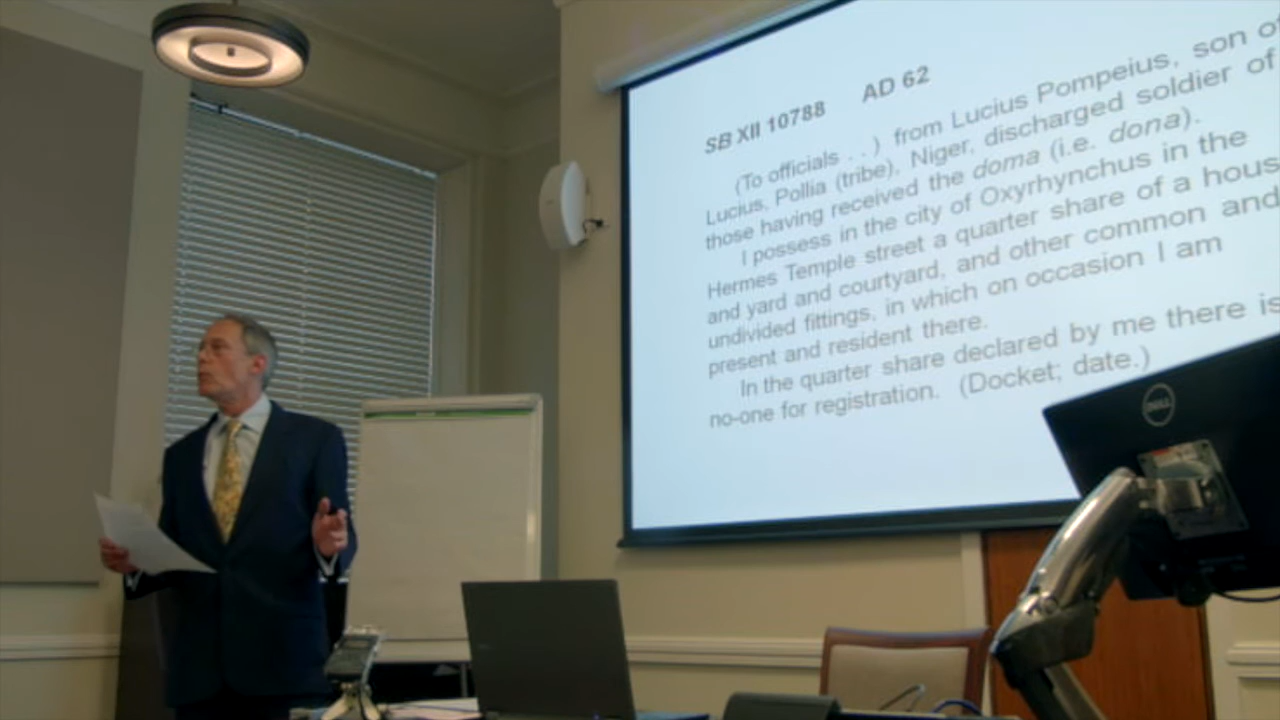 SB XII 10788 AD 62
(To officials . . ) from Lucius Pompeius, son of
Lucius, Pollia (tribe), Niger, discharged soldier of
those having received the doma (i.e. dona).
I possess in the city of Oxyrhynchus in the
Hermes Temple street a quarter share of a hous
and yard and courtyard, and other common and
undivided fittings, in which on occasion I am
present and resident there.
In the quarter share declared by me there is
no-one for registration. (Docket; date.)
DELL